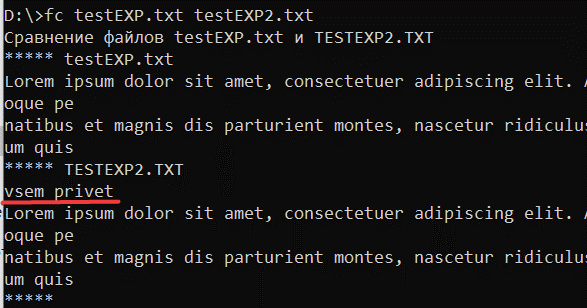 D:\>fc testEXP.txt testEXP2.txt
Сравнение файлов testEXP.txt и TESTEXP2.TXT
***** testEXP.txt
Lorem ipsum dolor sit amet, consectetuer adipiscing elit. A
oque pe
natibus et magnis dis parturient montes, nascetur ridiculus
um quis
***** TESTEXP2.TXT
vsem privet
Lorem ipsum dolor sit amet, consectetuer adipiscing elit. A
oque pe
natibus et magnis dis parturient montes, nascetur ridiculus
um quis
*****